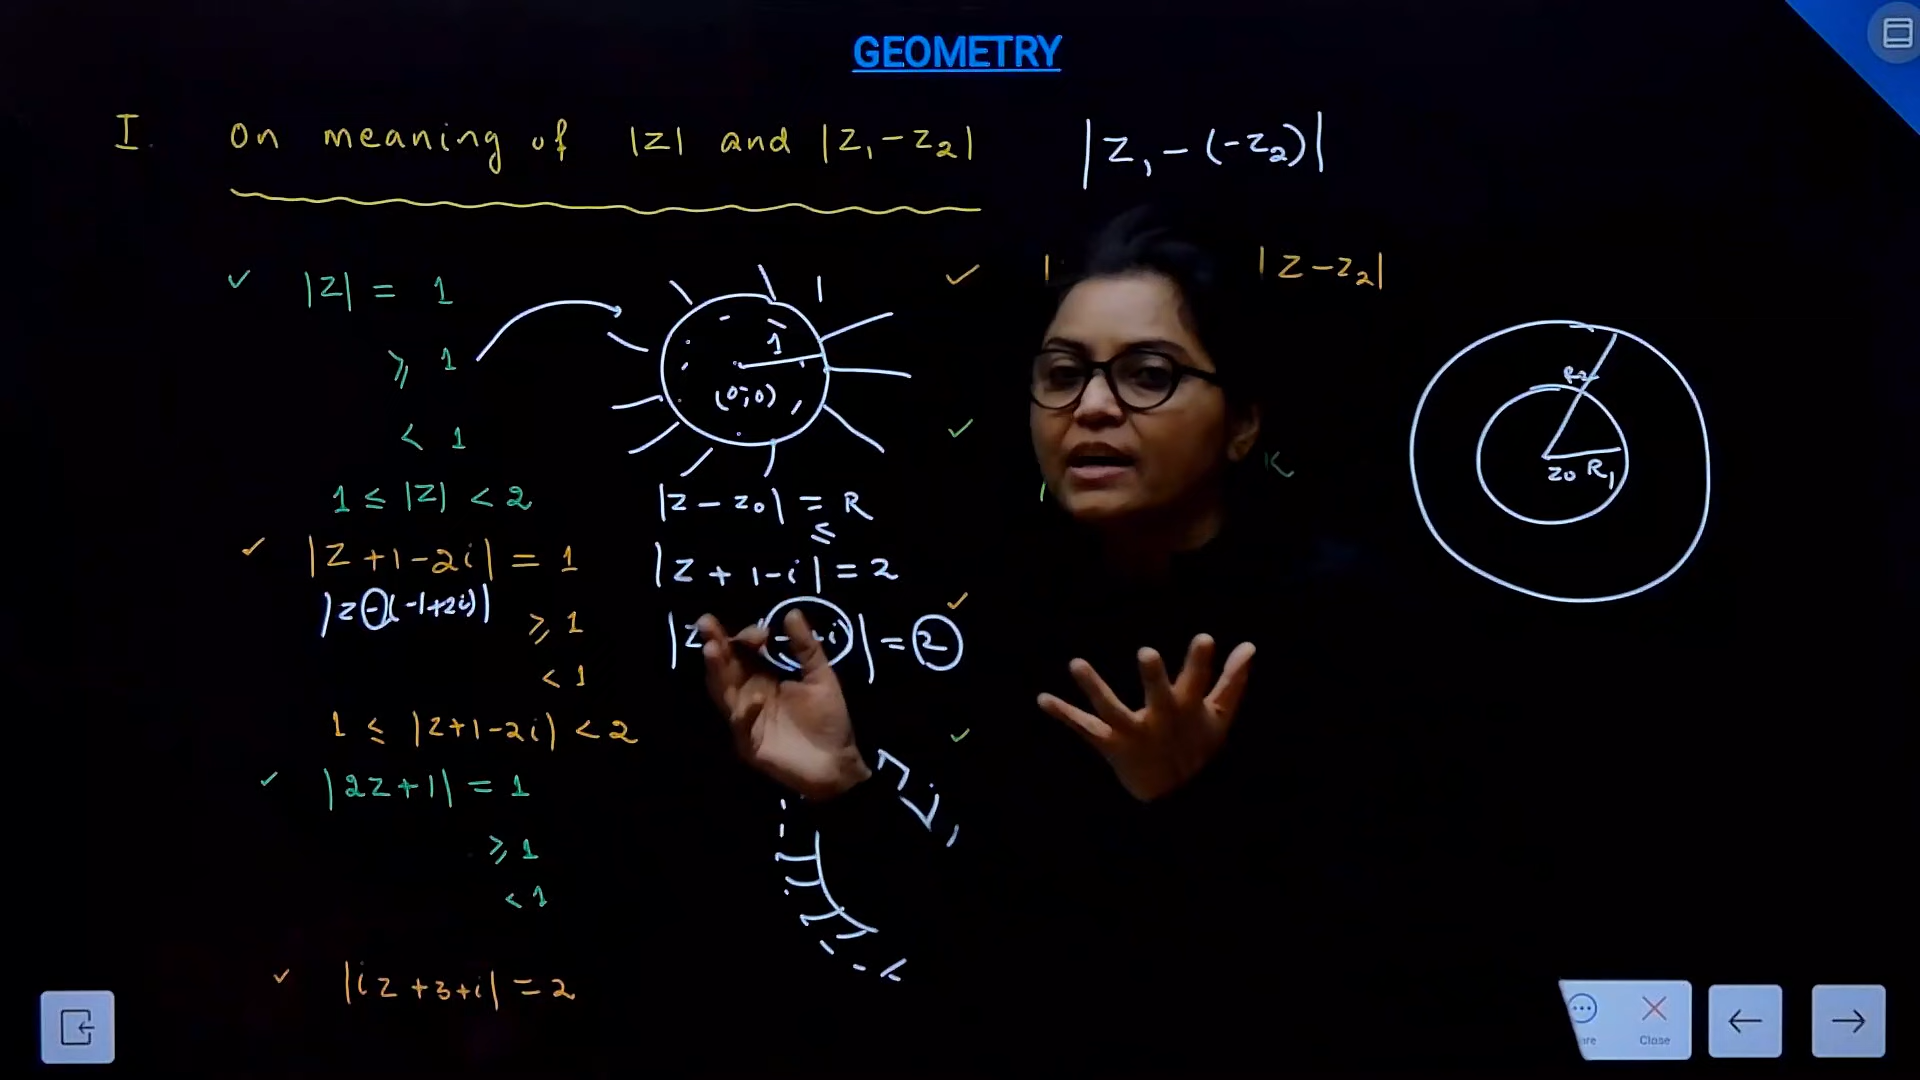 GEOMETRY
I. On meaning of |z| and |z₁-z₂|
|z₁-(-z₂)|
|z| = 1
⩾ 1
< 1
1 ≤ |z| < 2
|z+1-2i| = 1
|z-(-1+2i)|
⩾ 1
< 1
1 ≤ |z+1-2i| < 2
|2z+1| = 1
⩾ 1
< 1
|iz+3+i| = 2
1
(0,0)
|z-z₀| = R
≤
|z+1-i| = 2
|z i)| = 2
|z-z₂|
K
R₂
z₀ R₁
Close